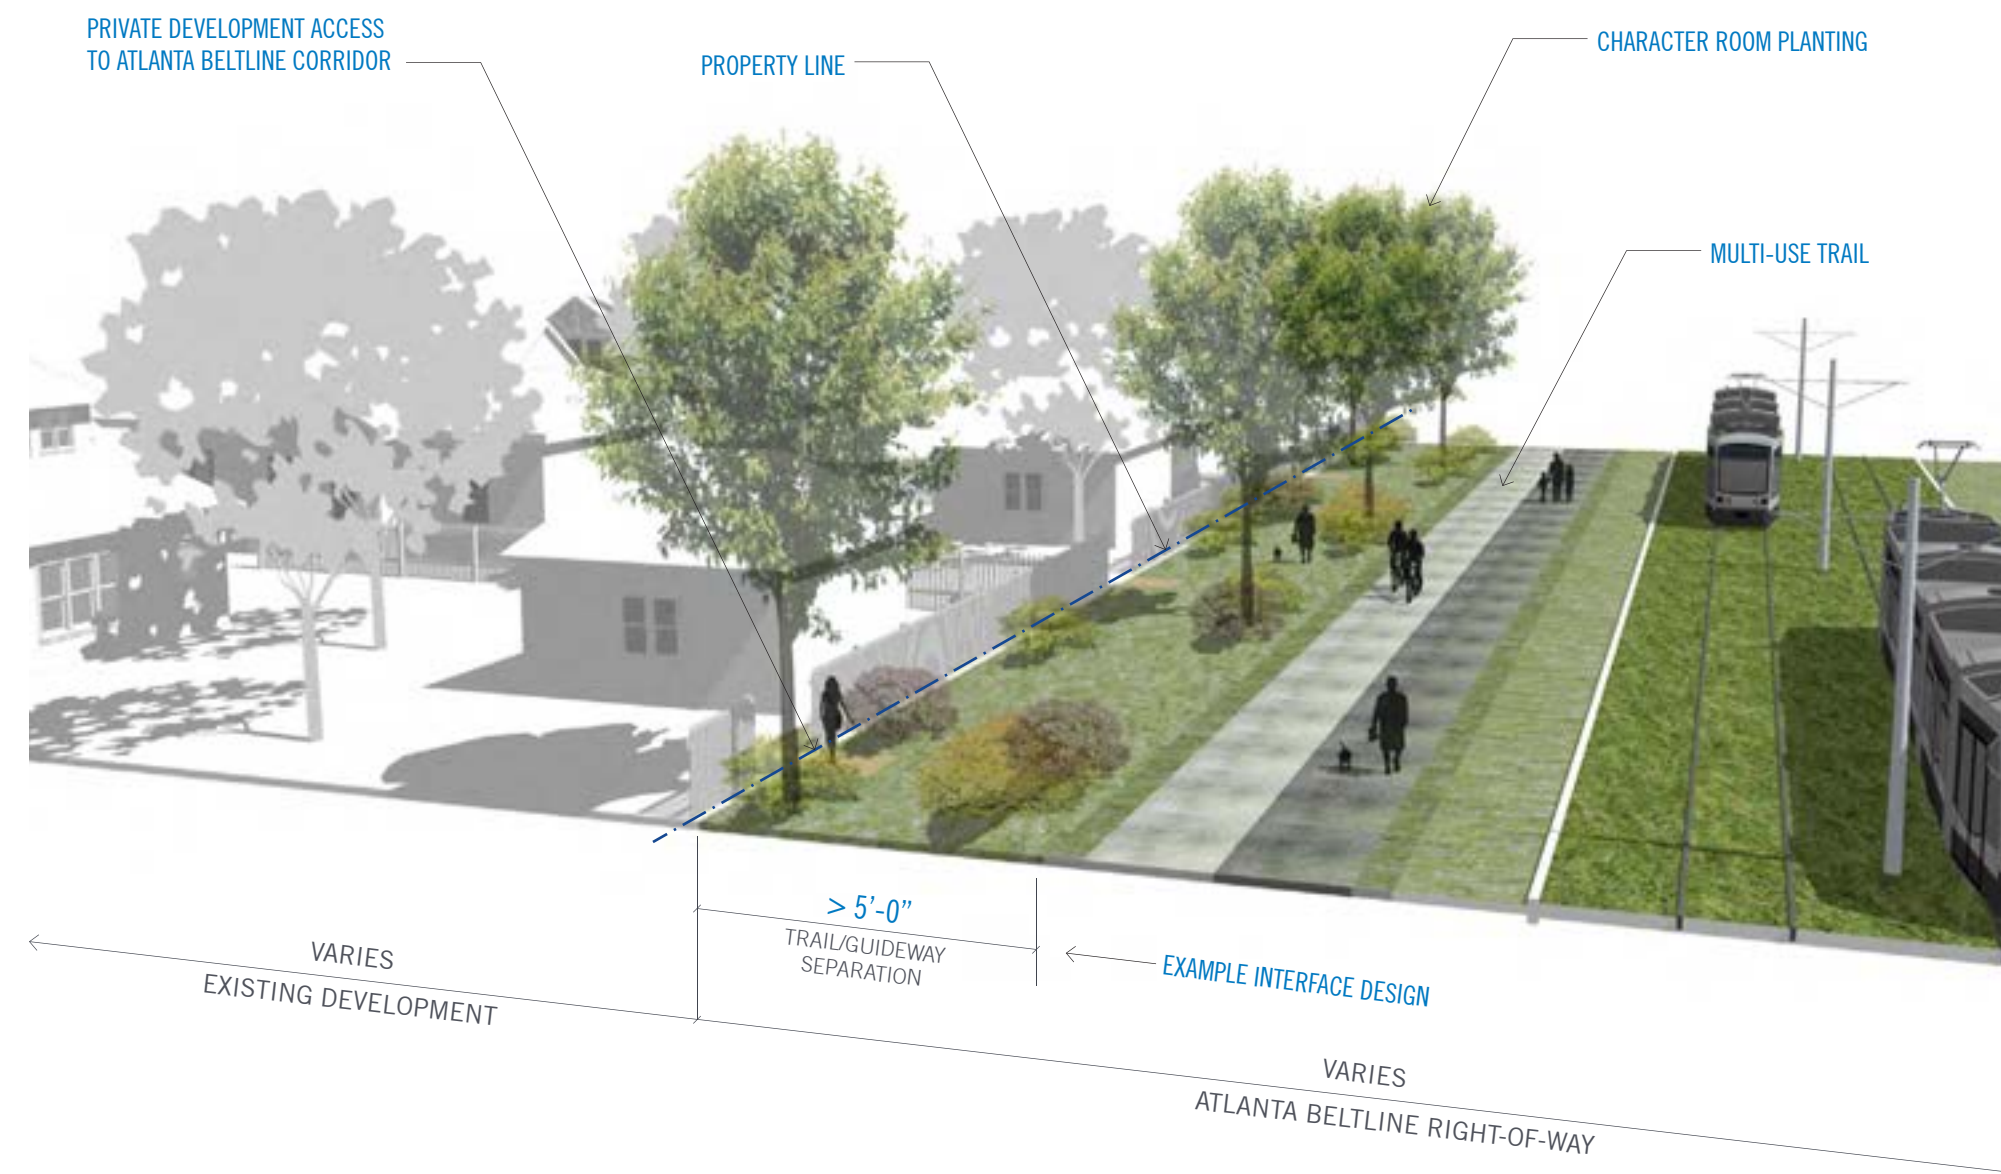 PRIVATE DEVELOPMENT ACCESS
TO ATLANTA BELTLINE CORRIDOR
PROPERTY LINE
CHARACTER ROOM PLANTING
MULTI-USE TRAIL
> 5’-0”
TRAIL/GUIDEWAY
SEPARATION
EXAMPLE INTERFACE DESIGN
VARIES
EXISTING DEVELOPMENT
VARIES
ATLANTA BELTLINE RIGHT-OF-WAY